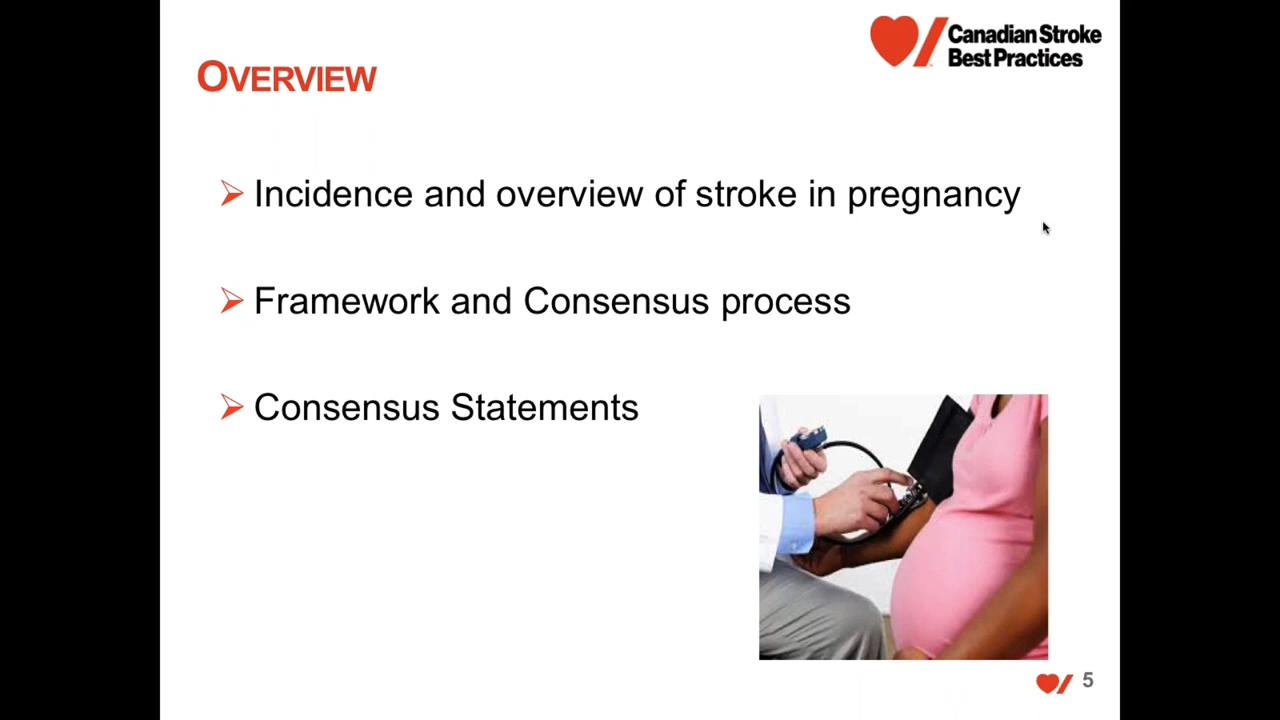 Canadian Stroke
Best Practices
OVERVIEW
Incidence and overview of stroke in pregnancy
Framework and Consensus process
Consensus Statements
5